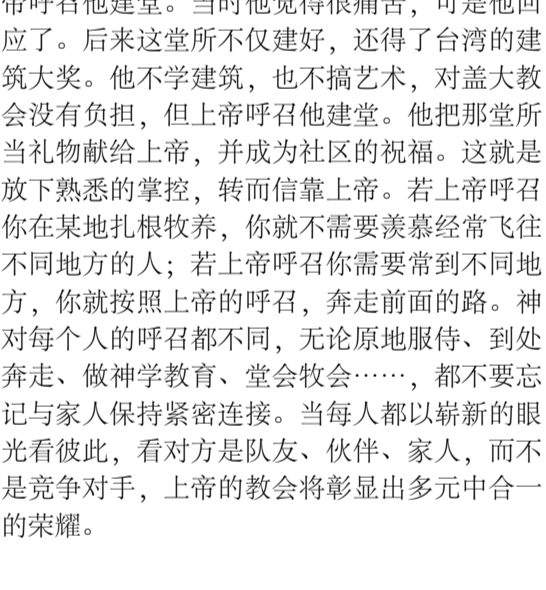 帝呼召他建堂。当时他觉得很痛苦，可是他回
应了。后来这堂所不仅建好，还得了台湾的建
筑大奖。他不学建筑，也不搞艺术，对盖大教
会没有负担，但上帝呼召他建堂。他把那堂所
当礼物献给上帝，并成为社区的祝福。这就是
放下熟悉的掌控，转而信靠上帝。若上帝呼召
你在某地扎根牧养，你就不需要羡慕经常飞往
不同地方的人；若上帝呼召你需要常到不同地
方，你就按照上帝的呼召，奔走前面的路。神
对每个人的呼召都不同，无论原地服侍、到处
奔走、做神学教育、堂会牧会……，都不要忘
记与家人保持紧密连接。当每人都以崭新的眼
光看彼此，看对方是队友、伙伴、家人，而不
是竞争对手，上帝的教会将彰显出多元中合一
的荣耀。